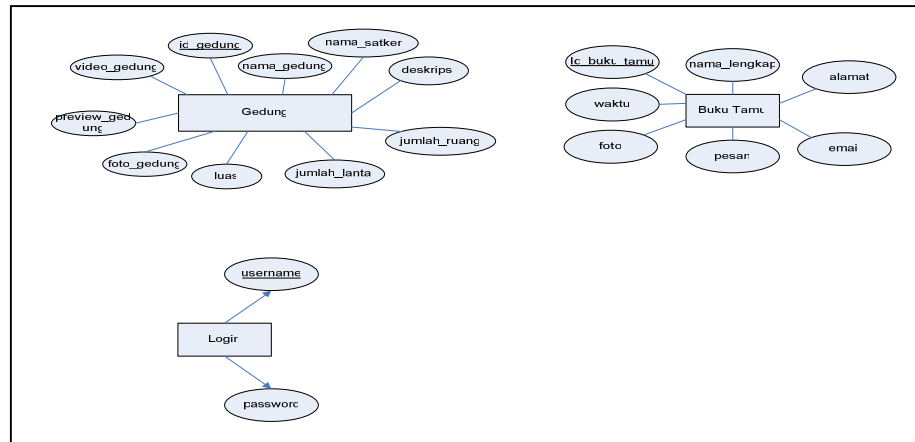 id_gedung
nama_satker
video_gedung
nama_gedung
deskrips
Gedung
preview_ged
ung
jumlah_ruang
foto_gedung
luas
jumlah_lanta
Ic_buku_tamu
nama_lengkap
alamat
waktu
Buku Tamu
foto
pesan
emai
username
Login
password